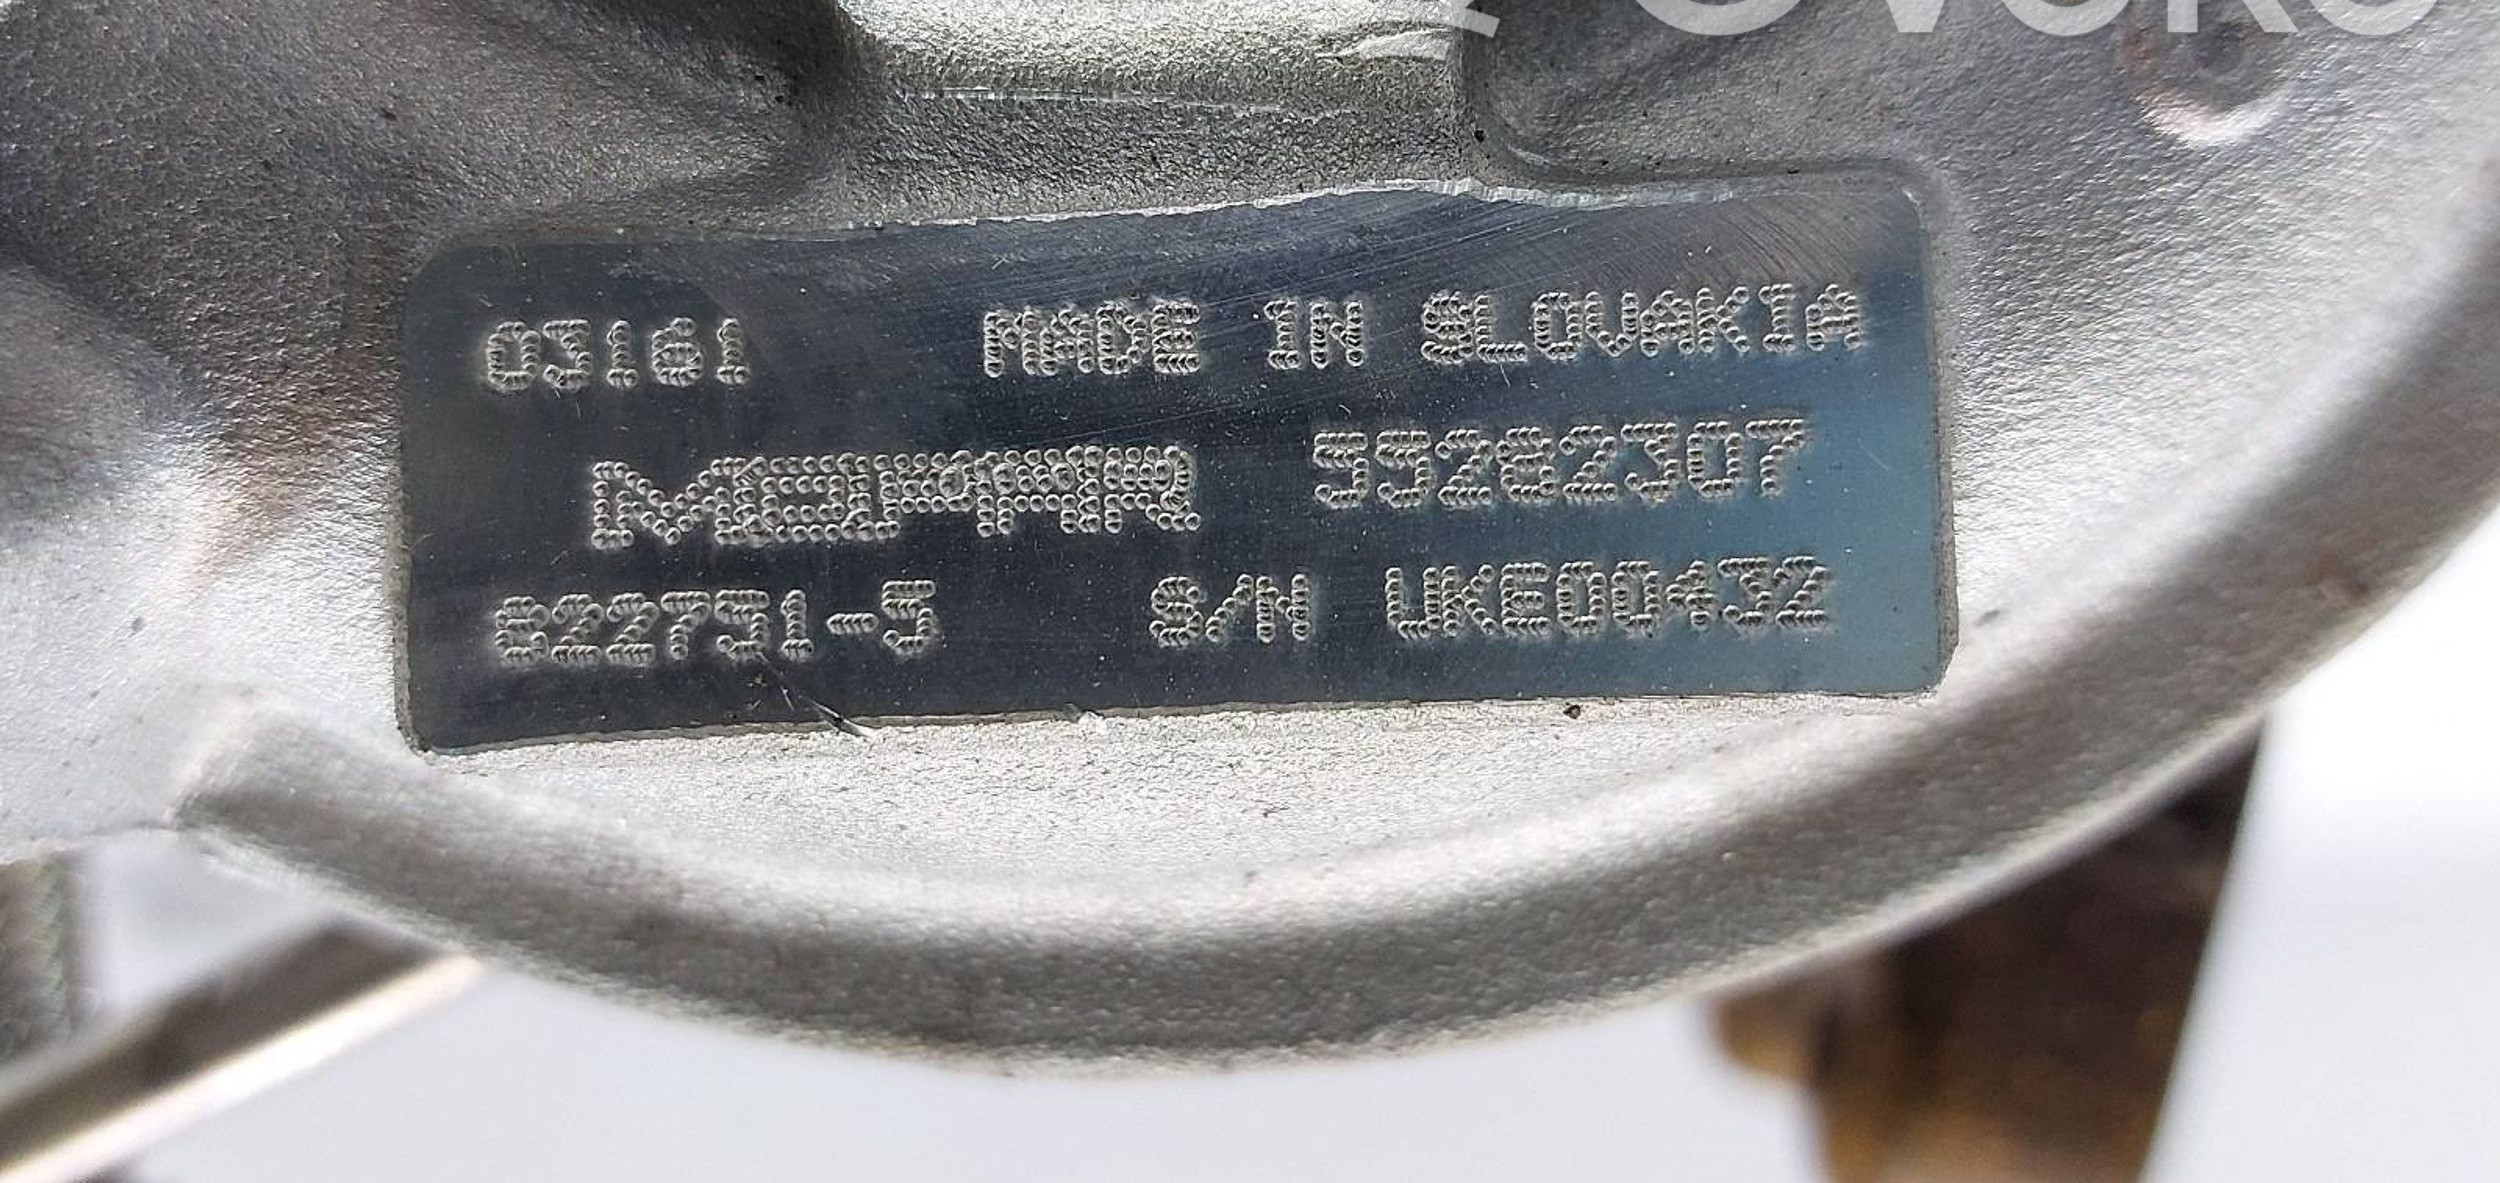 03161 MADE IN SLOVAKIA
MOPAR 55282307
822751-5 S/N UKE00432